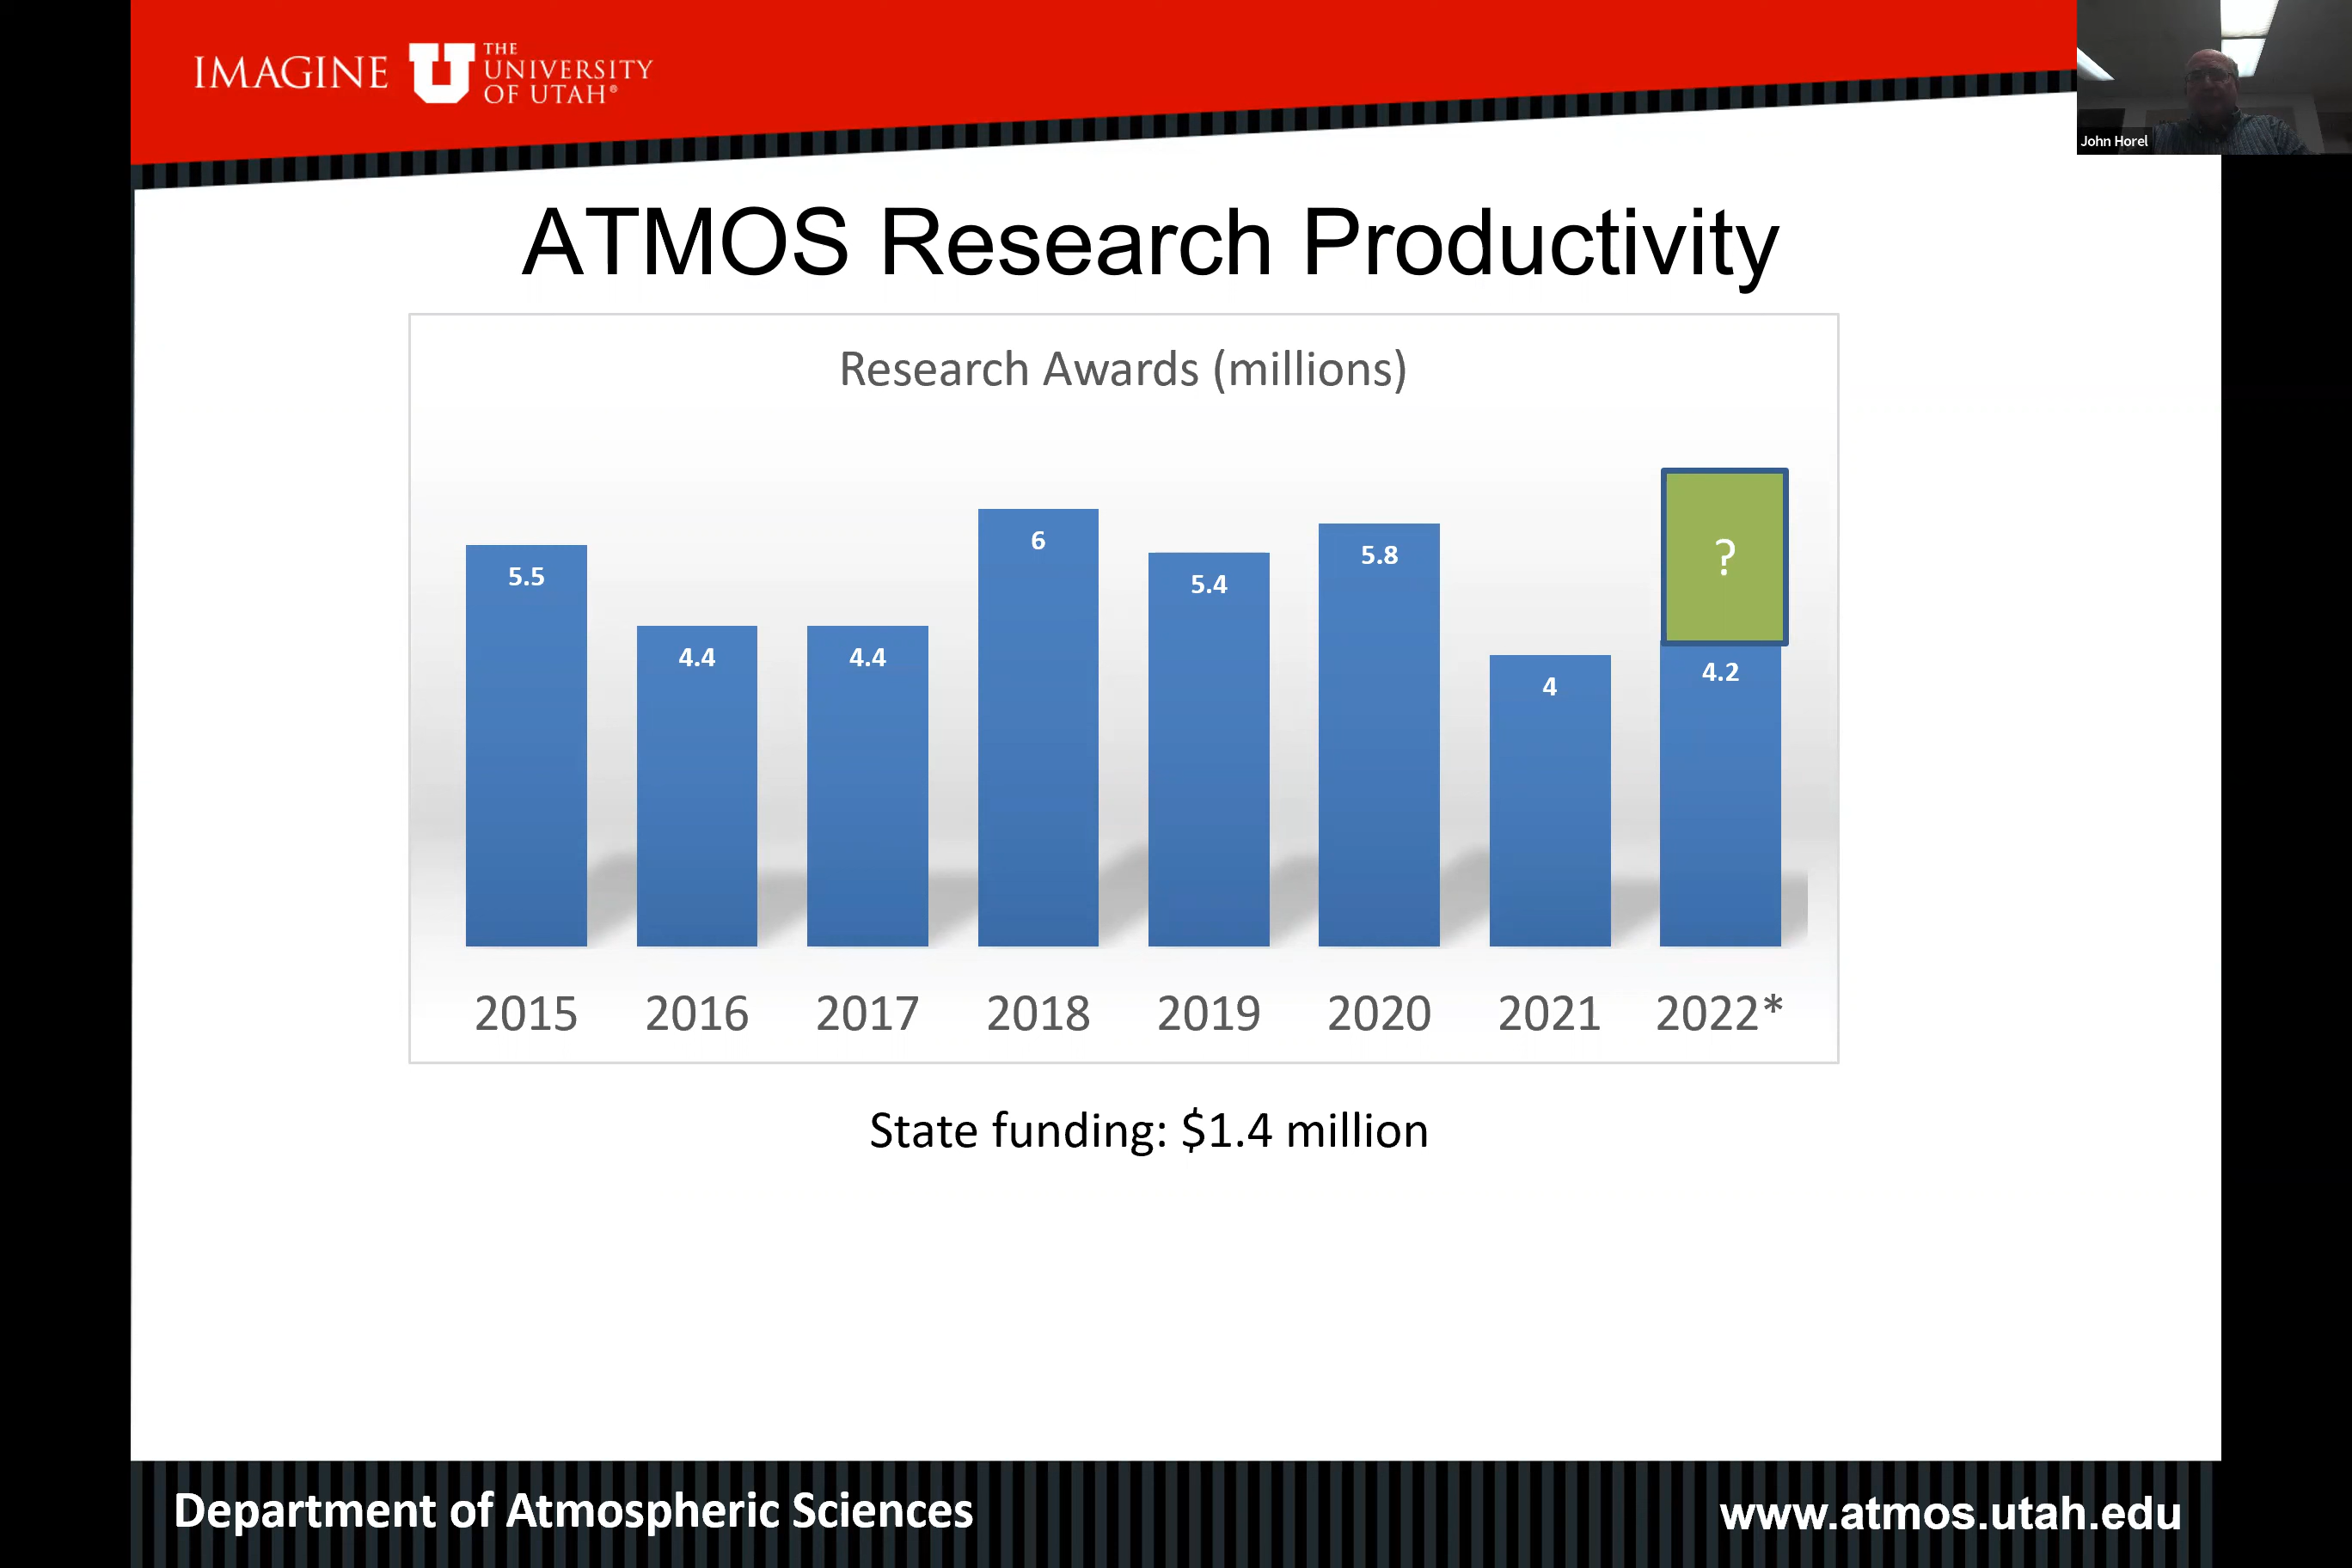 IMAGINE
THE
UNIVERSITY
OF UTAH®
John Horel
ATMOS Research Productivity
Research Awards (millions)
5.5
4.4
4.4
6
5.4
5.8
4
?
4.2
2015
2016
2017
2018
2019
2020
2021
2022*
State funding: $1.4 million
Department of Atmospheric Sciences
www.atmos.utah.edu